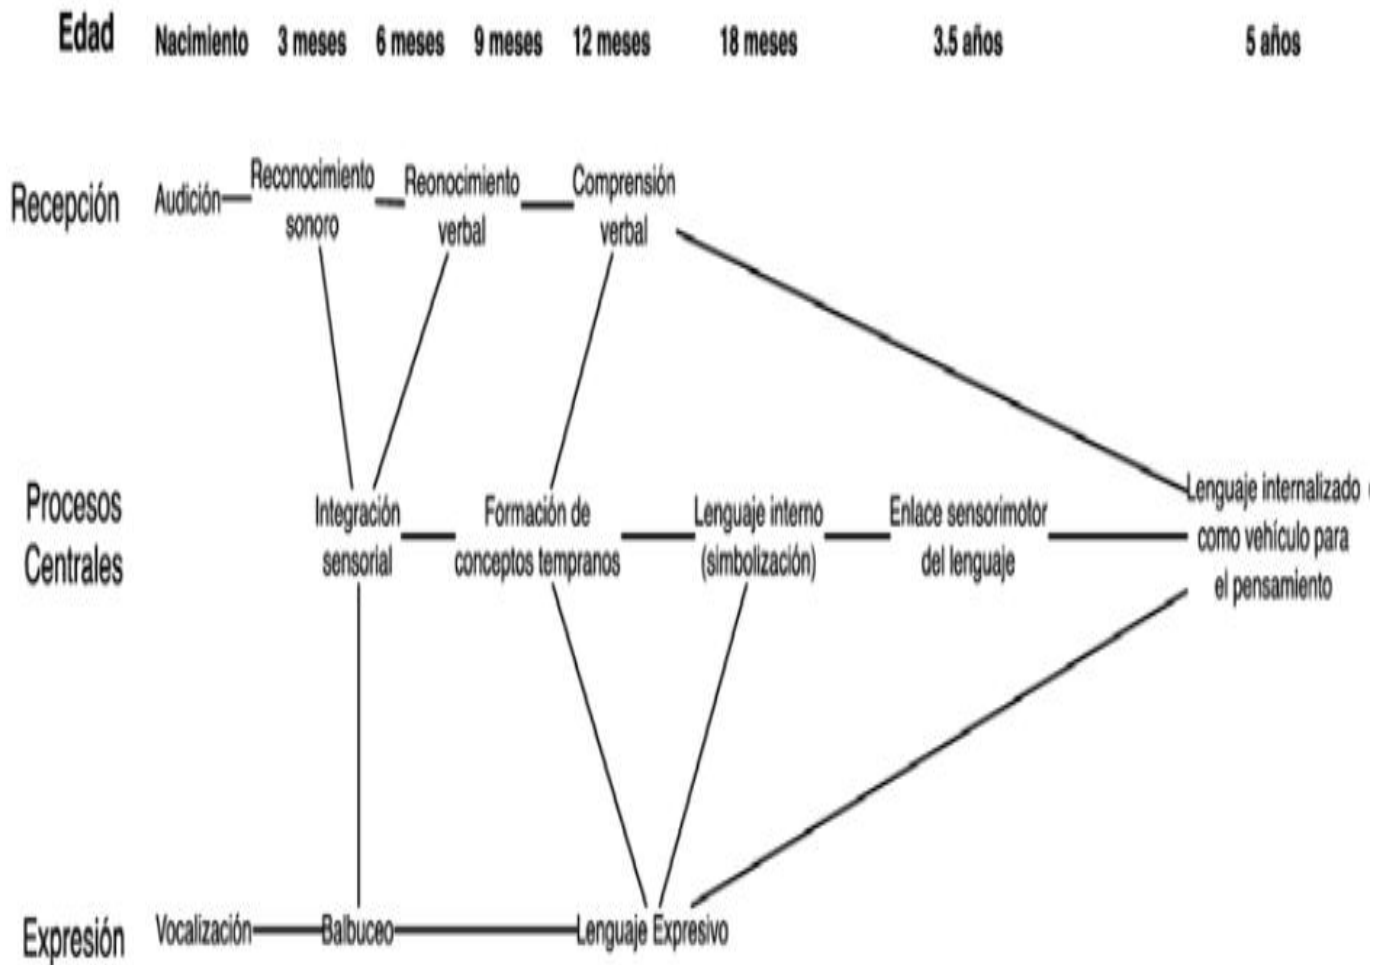 Edad Nacimiento 3 meses 6 meses 9 meses 12 meses 18 meses 3.5 años 5 años
Recepción
Audición
Reconocimiento
sonoro
Reonocimiento
verbal
Comprensión
verbal
Procesos
Centrales
Integración
sensorial
Formación de
conceptos tempranos
Lenguaje interno
(simbolización)
Enlace sensorimotor
del lenguaje
Lenguaje internalizado
como vehículo para
el pensamiento
Expresión
Vocalización
Balbuceo
Lenguaje Expresivo